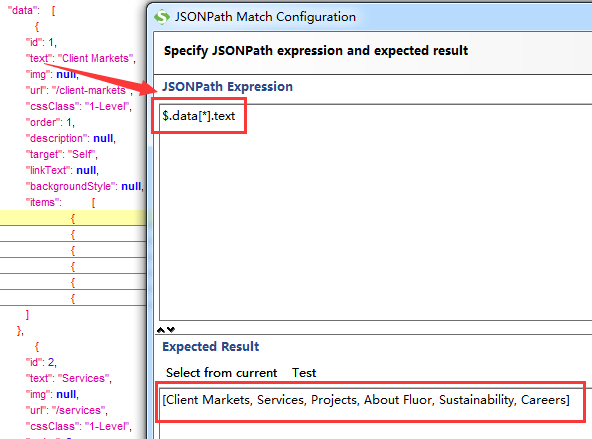 "data": [
{
"id": 1,
"text": "Client Markets",
"img": null,
"url": "/client-markets",
"cssClass": "1-Level",
"order": 1,
"description": null,
"target": "Self",
"linkText": null,
"backgroundStyle": null,
"items": [
{
{
{
{
{
{
]
},
{
"id": 2,
"text": "Services",
"img": null,
"url": "/services",
"cssClass": "1-Level",
JSONPath Match Configuration
Specify JSONPath expression and expected result
JSONPath Expression
$.data[*].text
Expected Result
Select from current Test
[Client Markets, Services, Projects, About Fluor, Sustainability, Careers]